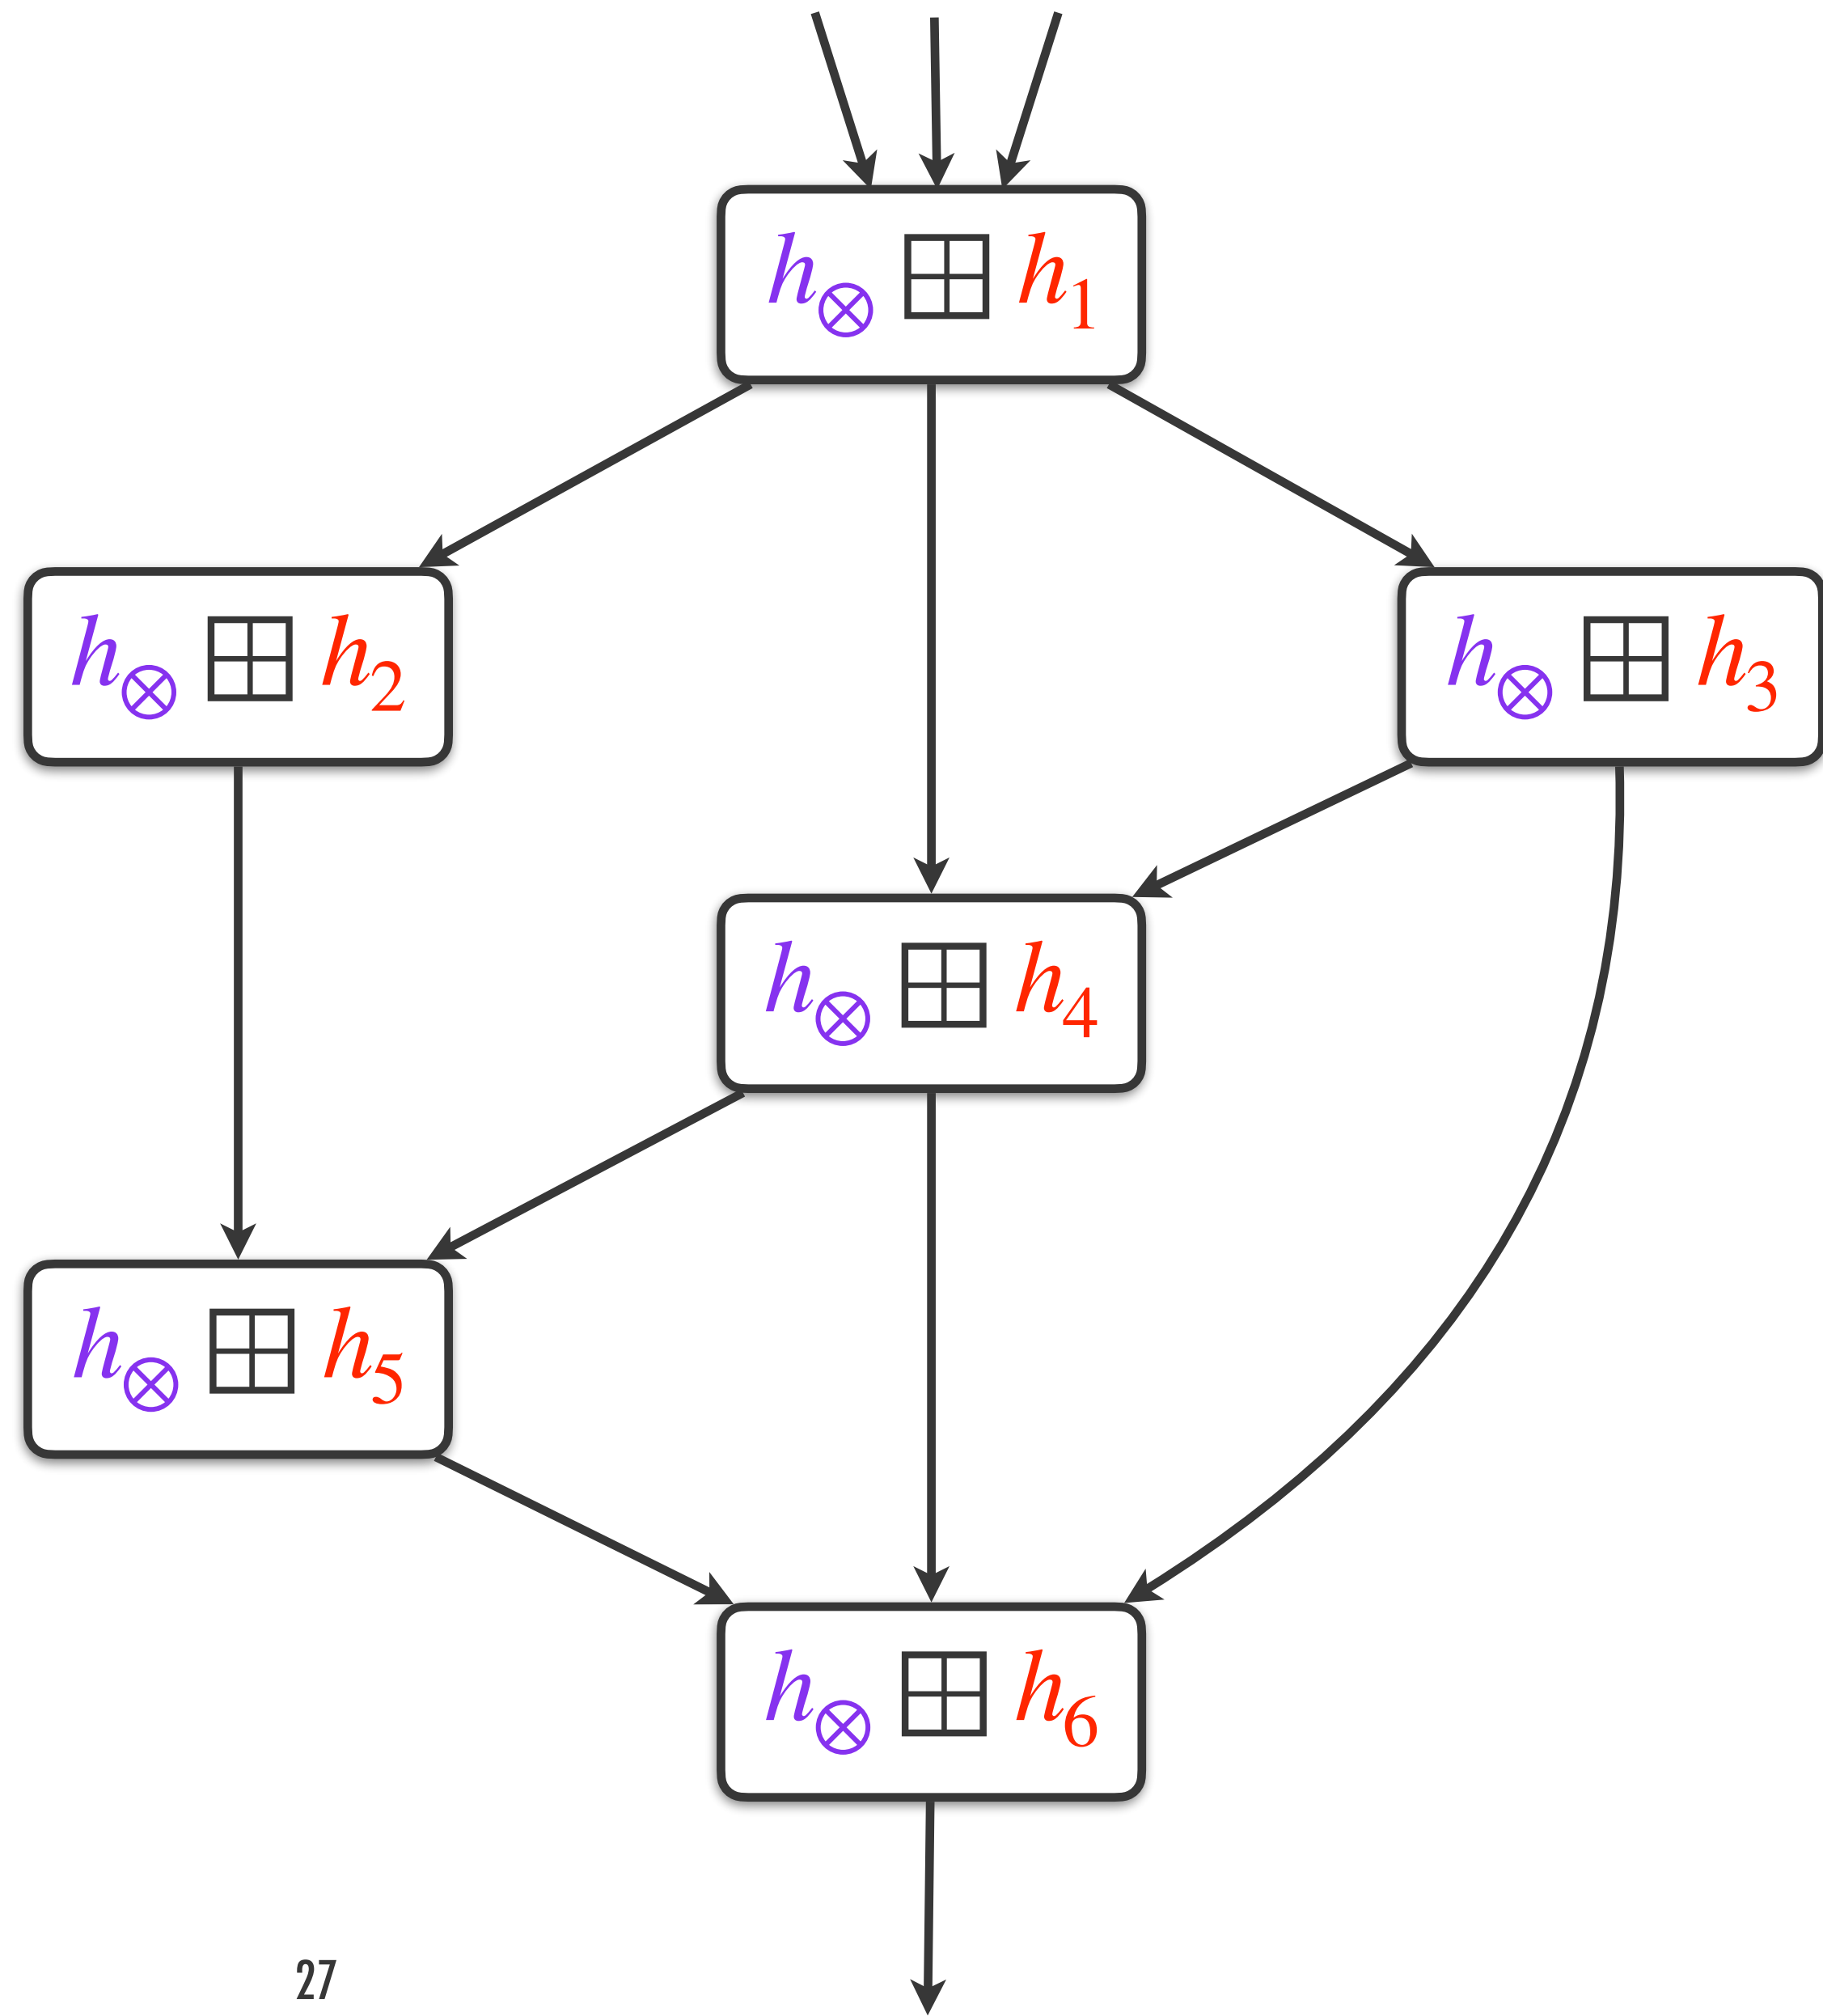 h⊗ ⊞ h1
h⊗ ⊞ h2
h⊗ ⊞ h3
h⊗ ⊞ h4
h⊗ ⊞ h5
h⊗ ⊞ h6
27